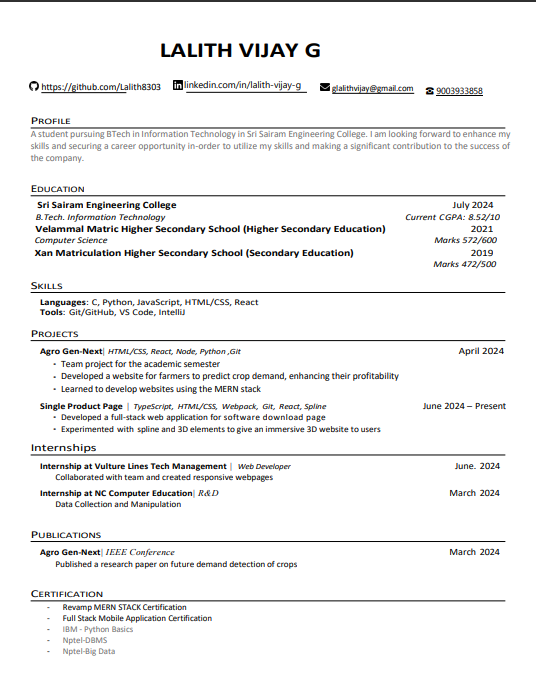 LALITH VIJAY G
https://github.com/Lalith8303 linkedin.com/in/lalith-vijay-g glalithvijay@gmail.com 9003933858
PROFILE
A student pursuing BTech in Information Technology in Sri Sairam Engineering College. I am looking forward to enhance my
skills and securing a career opportunity in-order to utilize my skills and making a significant contribution to the success of
the company.
EDUCATION
Sri Sairam Engineering College July 2024
B.Tech. Information Technology Current CGPA: 8.52/10
Velammal Matric Higher Secondary School (Higher Secondary Education) 2021
Computer Science Marks 572/600
Xan Matriculation Higher Secondary School (Secondary Education) 2019
Marks 472/500
SKILLS
Languages: C, Python, JavaScript, HTML/CSS, React
Tools: Git/GitHub, VS Code, IntelliJ
PROJECTS
Agro Gen-Next| HTML/CSS, React, Node, Python ,Git April 2024
- Team project for the academic semester
- Developed a website for farmers to predict crop demand, enhancing their profitability
- Learned to develop websites using the MERN stack
Single Product Page | TypeScript, HTML/CSS, Webpack, Git, React, Spline June 2024 – Present
- Developed a full-stack web application for software download page
- Experimented with spline and 3D elements to give an immersive 3D website to users
Internships
Internship at Vulture Lines Tech Management | Web Developer June. 2024
Collaborated with team and created responsive webpages
Internship at NC Computer Education| R&D March 2024
Data Collection and Manipulation
PUBLICATIONS
Agro Gen-Next| IEEE Conference March 2024
Published a research paper on future demand detection of crops
CERTIFICATION
- Revamp MERN STACK Certification
- Full Stack Mobile Application Certification
- IBM - Python Basics
- Nptel-DBMS
- Nptel-Big Data